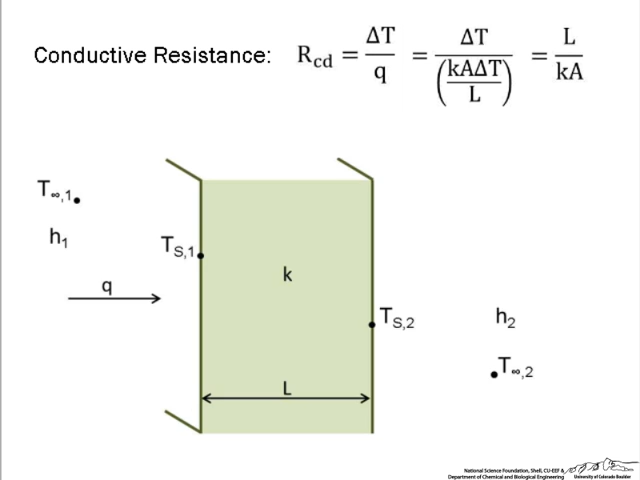 Conductive Resistance: R_cd = ΔT/q = ΔT/(kAΔT/L) = L/kA
T∞,1
h₁
T_S,1
q
k
T_S,2
h₂
T∞,2
L
National Science Foundation, Shell, CU-EEF &
Department of Chemical and Biological Engineering
University of Colorado Boulder